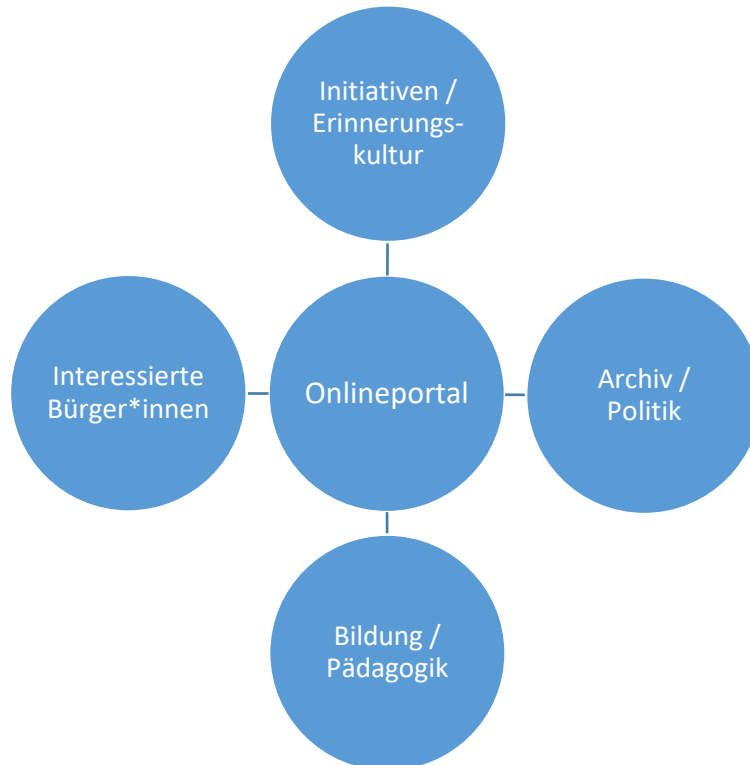 Initiativen /
Erinnerungs-
kultur
Interessierte
Bürger*innen
Onlineportal
Archiv /
Politik
Bildung /
Pädagogik